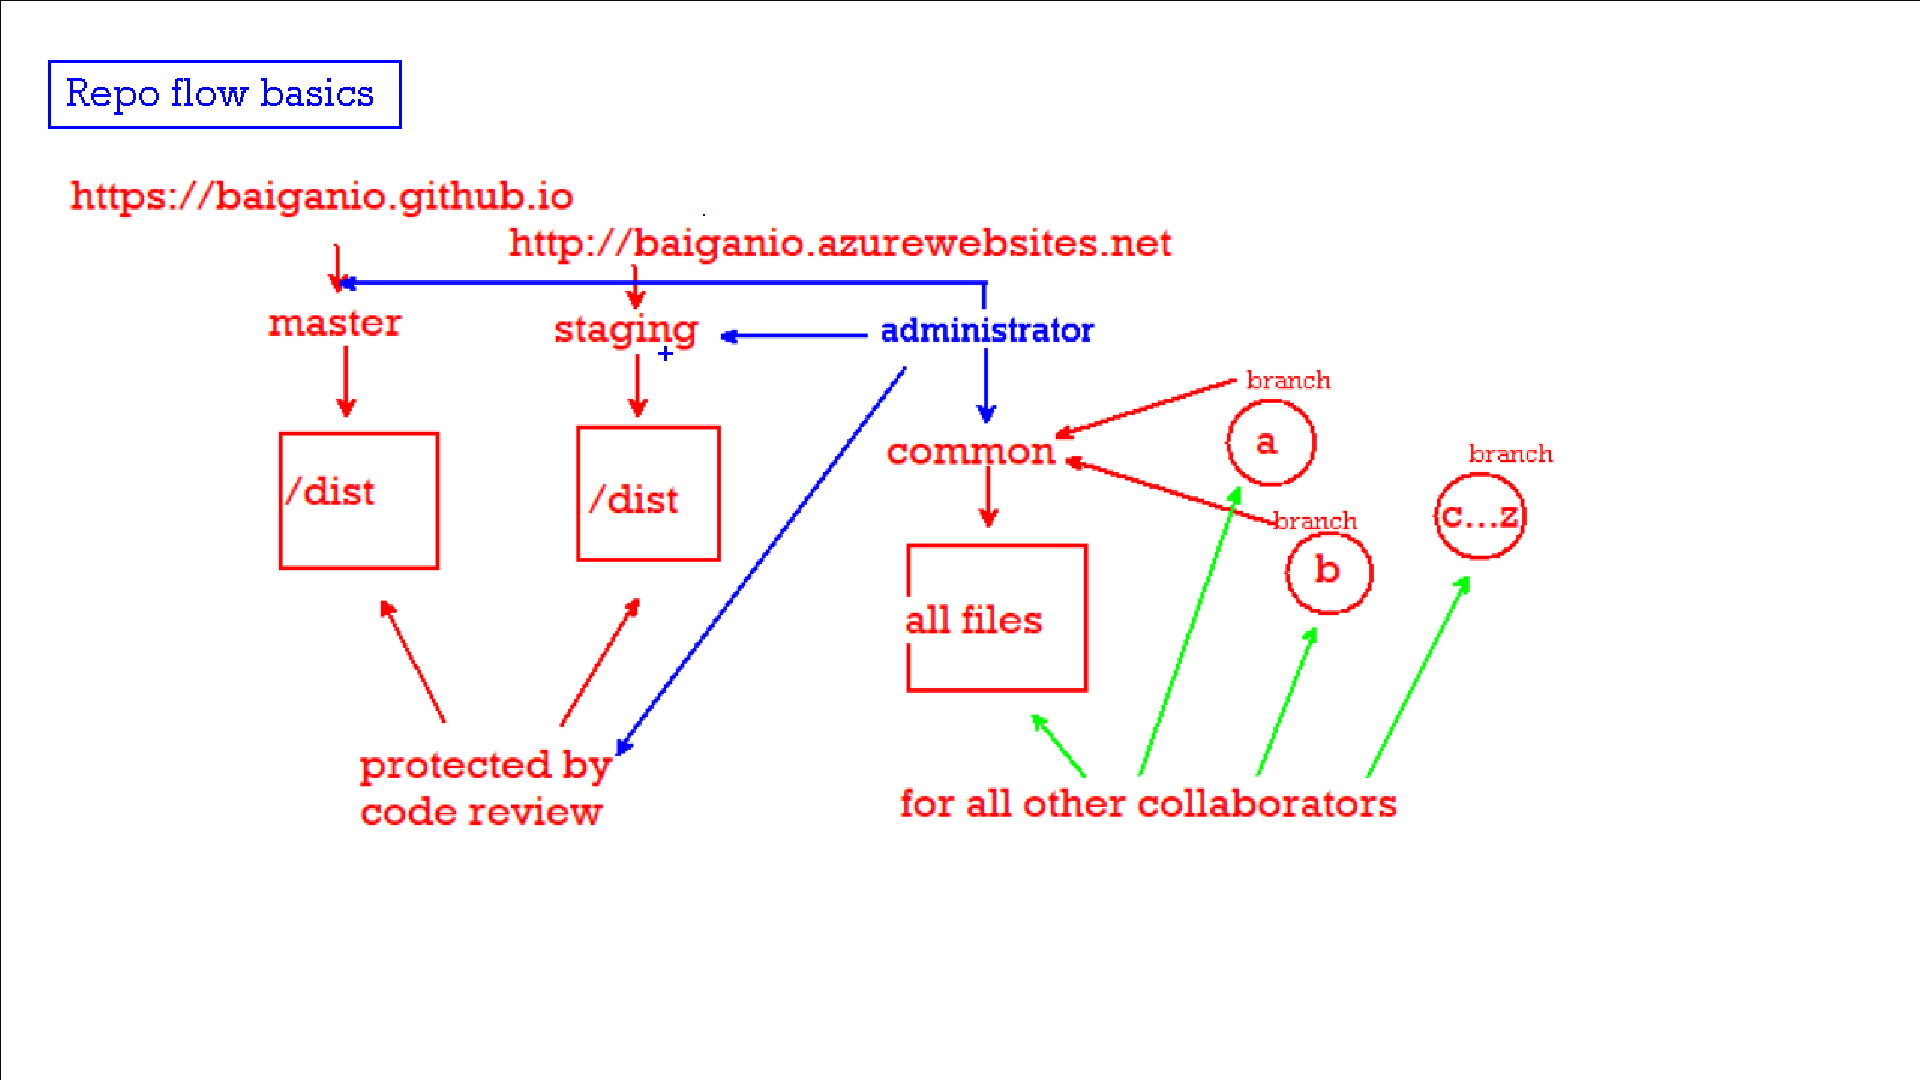 Repo flow basics
https://baiganio.github.io
http://baiganio.azurewebsites.net
master
staging
administrator
branch
common
a
branch
/dist
/dist
c...z
branch
b
all files
protected by
code review
for all other collaborators